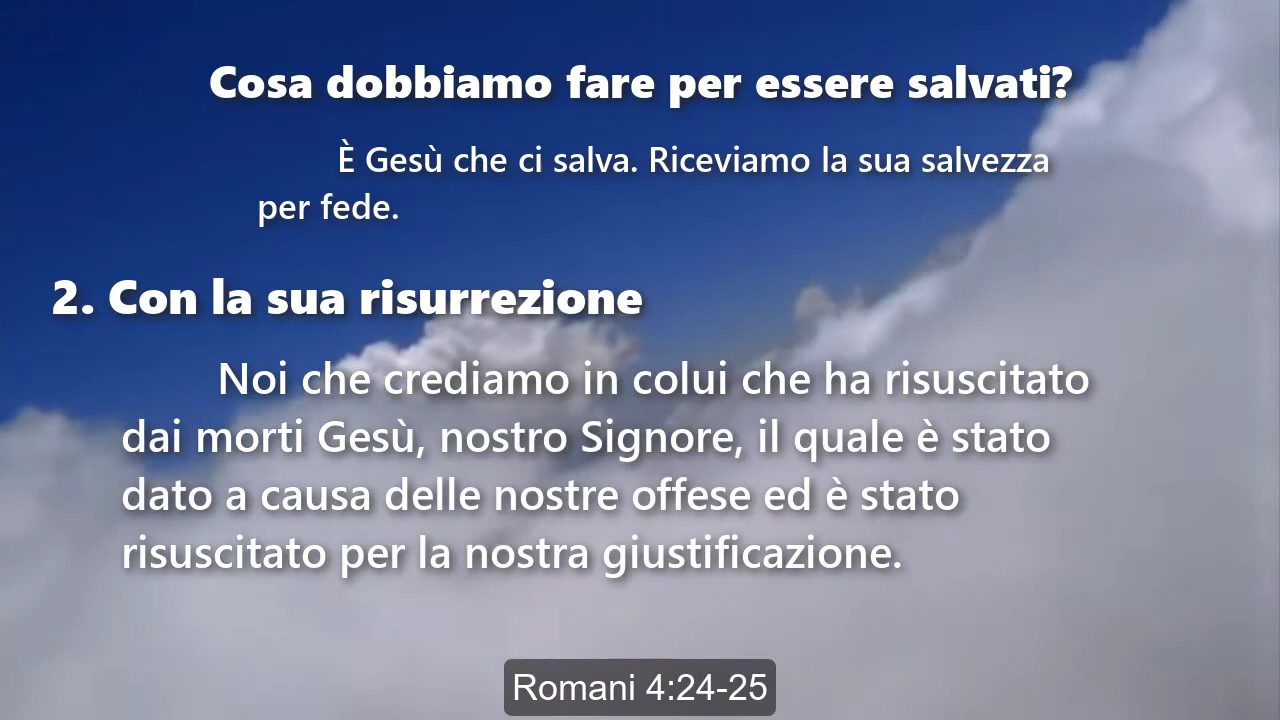 Cosa dobbiamo fare per essere salvati?
È Gesù che ci salva. Riceviamo la sua salvezza
per fede.
2. Con la sua risurrezione
Noi che crediamo in colui che ha risuscitato
dai morti Gesù, nostro Signore, il quale è stato
dato a causa delle nostre offese ed è stato
risuscitato per la nostra giustificazione.
Romani 4:24-25